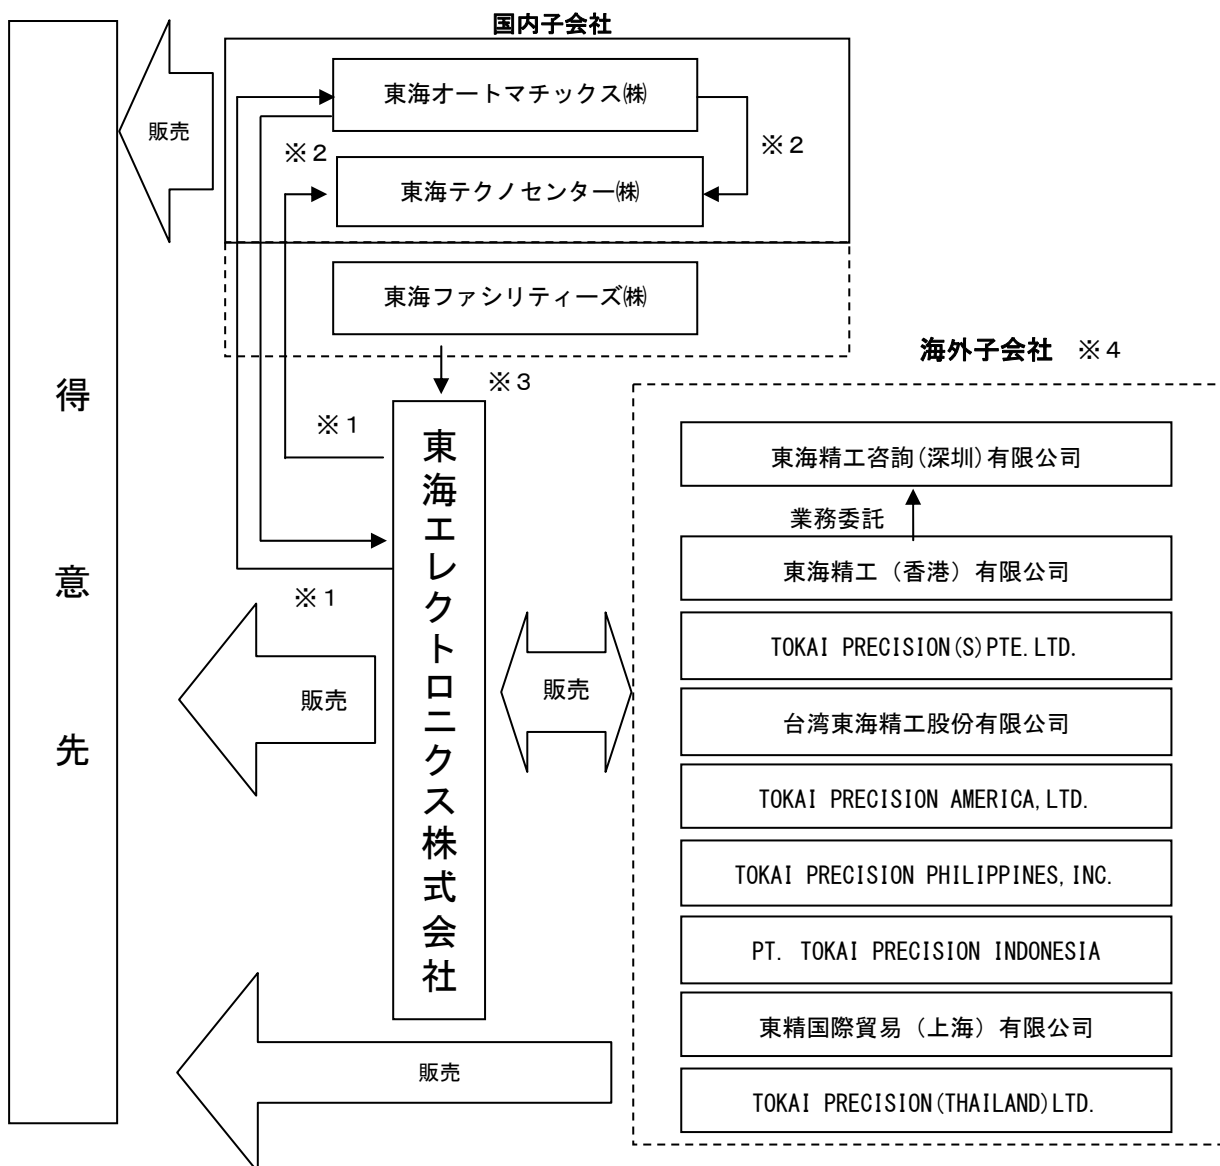 国内子会社
東海オートマチックス㈱
販売
※2
※2
東海テクノセンター㈱
東海ファシリティーズ㈱
海外子会社 ※4
※3
得意先
※1
東海エレクトロニクス株式会社
東海精工咨詢(深圳)有限公司
業務委託
東海精工（香港）有限公司
※1
TOKAI PRECISION(S)PTE.LTD.
販売
販売
台湾東海精工股份有限公司
TOKAI PRECISION AMERICA,LTD.
TOKAI PRECISION PHILIPPINES,INC.
PT. TOKAI PRECISION INDONESIA
東精国際貿易（上海）有限公司
販売
TOKAI PRECISION(THAILAND)LTD.